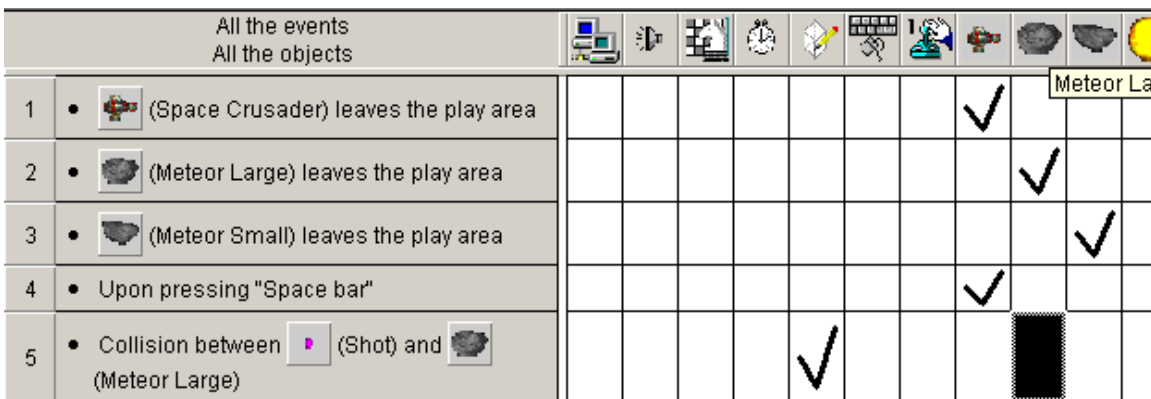 All the events
All the objects
Meteor La
1 • (Space Crusader) leaves the play area
2 • (Meteor Large) leaves the play area
3 • (Meteor Small) leaves the play area
4 • Upon pressing "Space bar"
5 • Collision between (Shot) and
(Meteor Large)